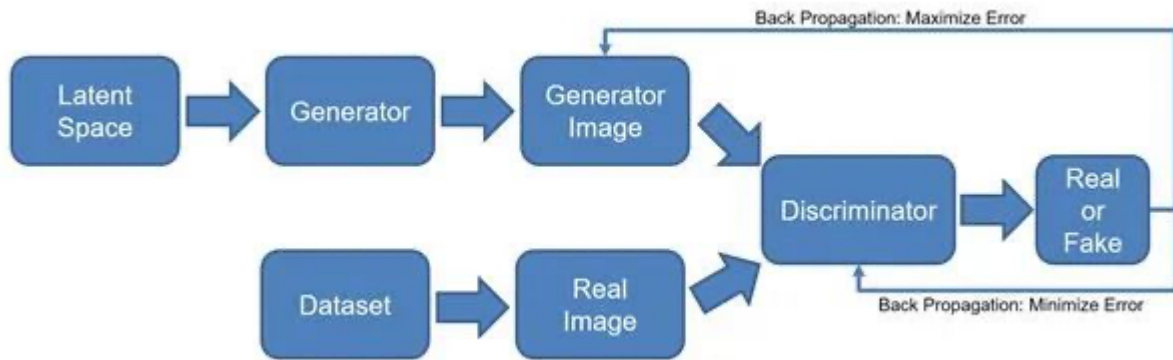 Back Propagation: Maximize Error
Latent
Space
Generator
Generator
Image
Discriminator
Real
or
Fake
Dataset
Real
Image
Back Propagation: Minimize Error